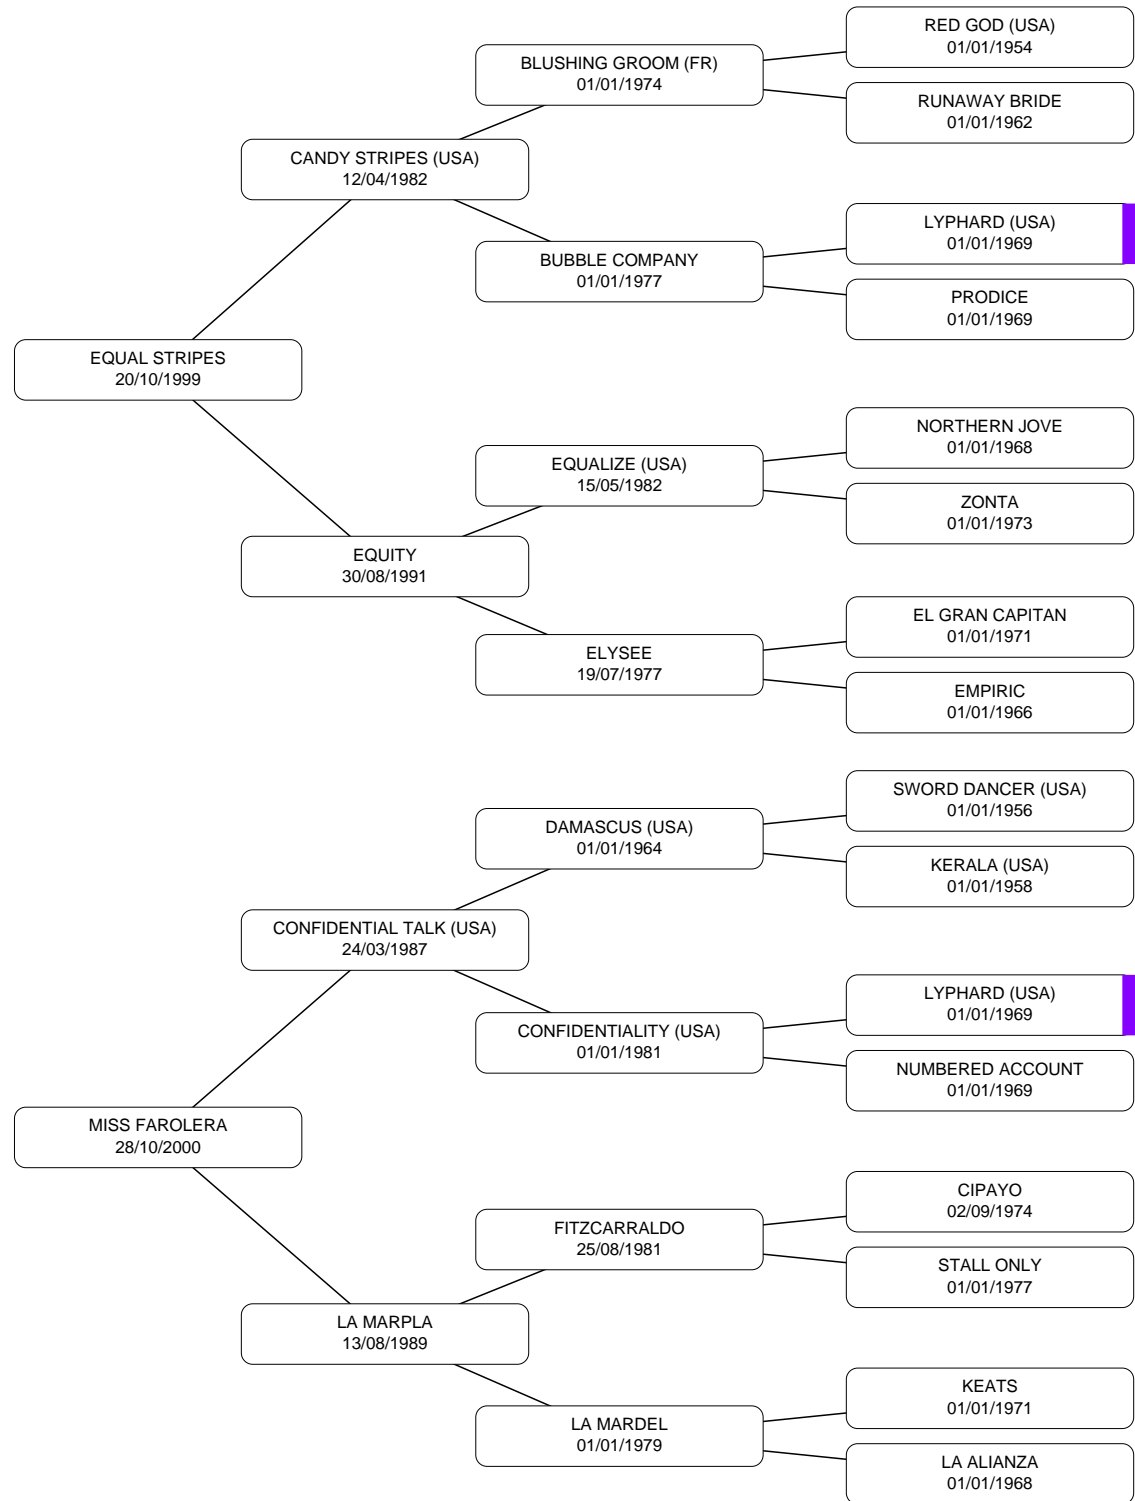 RED GOD (USA)
01/01/1954
BLUSHING GROOM (FR)
01/01/1974
RUNAWAY BRIDE
01/01/1962
CANDY STRIPES (USA)
12/04/1982
LYPHARD (USA)
01/01/1969
BUBBLE COMPANY
01/01/1977
PRODICE
01/01/1969
EQUAL STRIPES
20/10/1999
NORTHERN JOVE
01/01/1968
EQUALIZE (USA)
15/05/1982
ZONTA
01/01/1973
EQUITY
30/08/1991
EL GRAN CAPITAN
01/01/1971
ELYSEE
19/07/1977
EMPIRIC
01/01/1966
SWORD DANCER (USA)
01/01/1956
DAMASCUS (USA)
01/01/1964
KERALA (USA)
01/01/1958
CONFIDENTIAL TALK (USA)
24/03/1987
LYPHARD (USA)
01/01/1969
CONFIDENTIALITY (USA)
01/01/1981
NUMBERED ACCOUNT
01/01/1969
MISS FAROLERA
28/10/2000
CIPAYO
02/09/1974
FITZCARRALDO
25/08/1981
STALL ONLY
01/01/1977
LA MARPLA
13/08/1989
KEATS
01/01/1971
LA MARDEL
01/01/1979
LA ALIANZA
01/01/1968